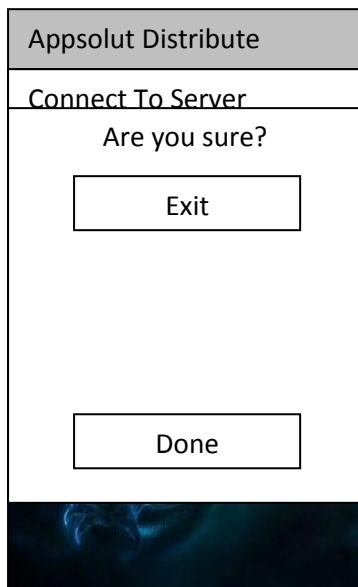 Appsolut Distribute
Connect To Server
Are you sure?
Exit
Done